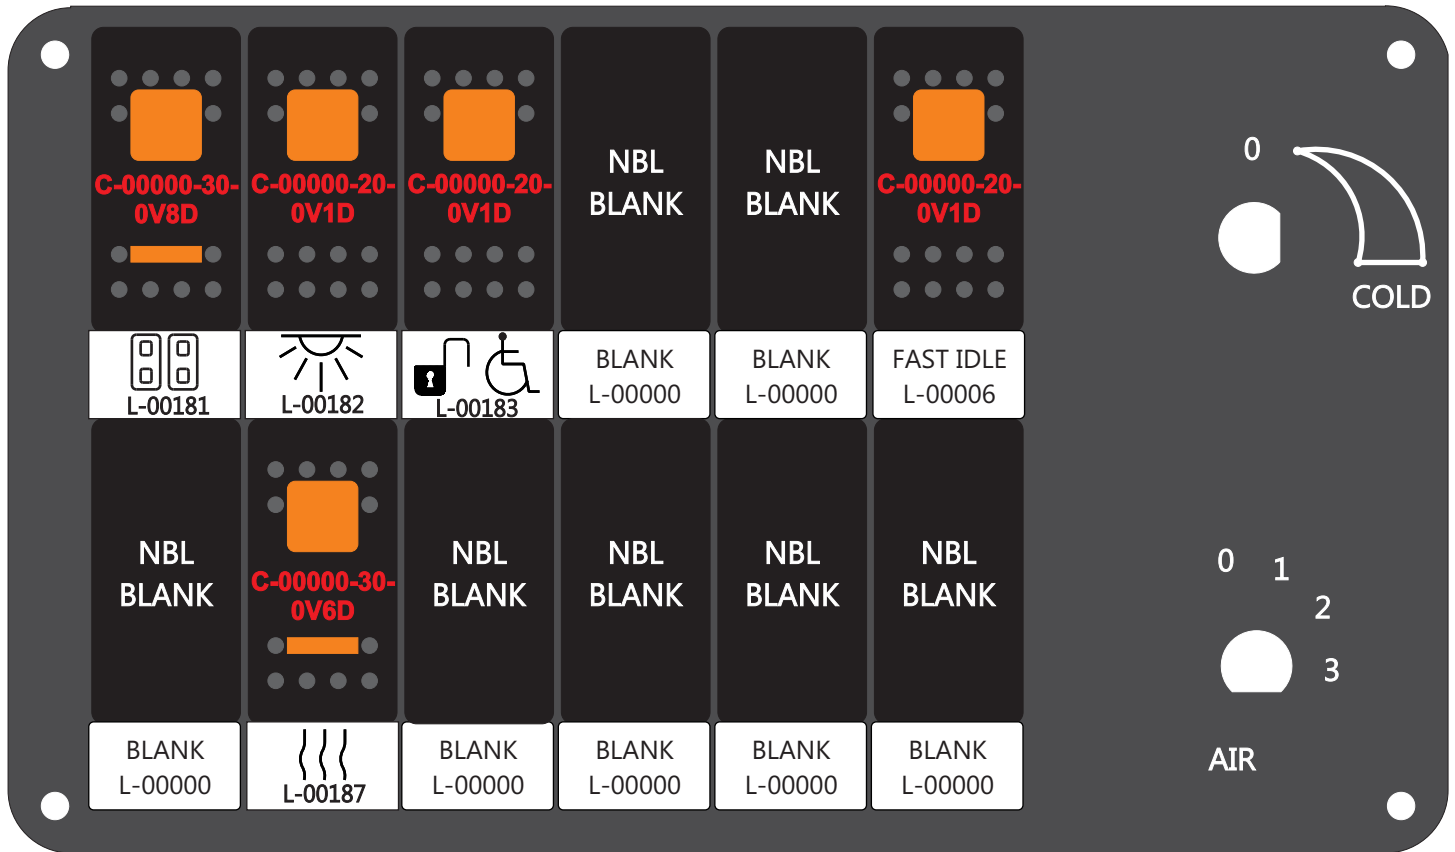 C-00000-30-
0V8D
C-00000-20-
0V1D
C-00000-20-
0V1D
NBL
BLANK
NBL
BLANK
C-00000-20-
0V1D
L-00181
L-00182
L-00183
BLANK
L-00000
BLANK
L-00000
FAST IDLE
L-00006
NBL
BLANK
C-00000-30-
0V6D
NBL
BLANK
NBL
BLANK
NBL
BLANK
NBL
BLANK
BLANK
L-00000
L-00187
BLANK
L-00000
BLANK
L-00000
BLANK
L-00000
BLANK
L-00000
0
COLD
0
1
2
3
AIR